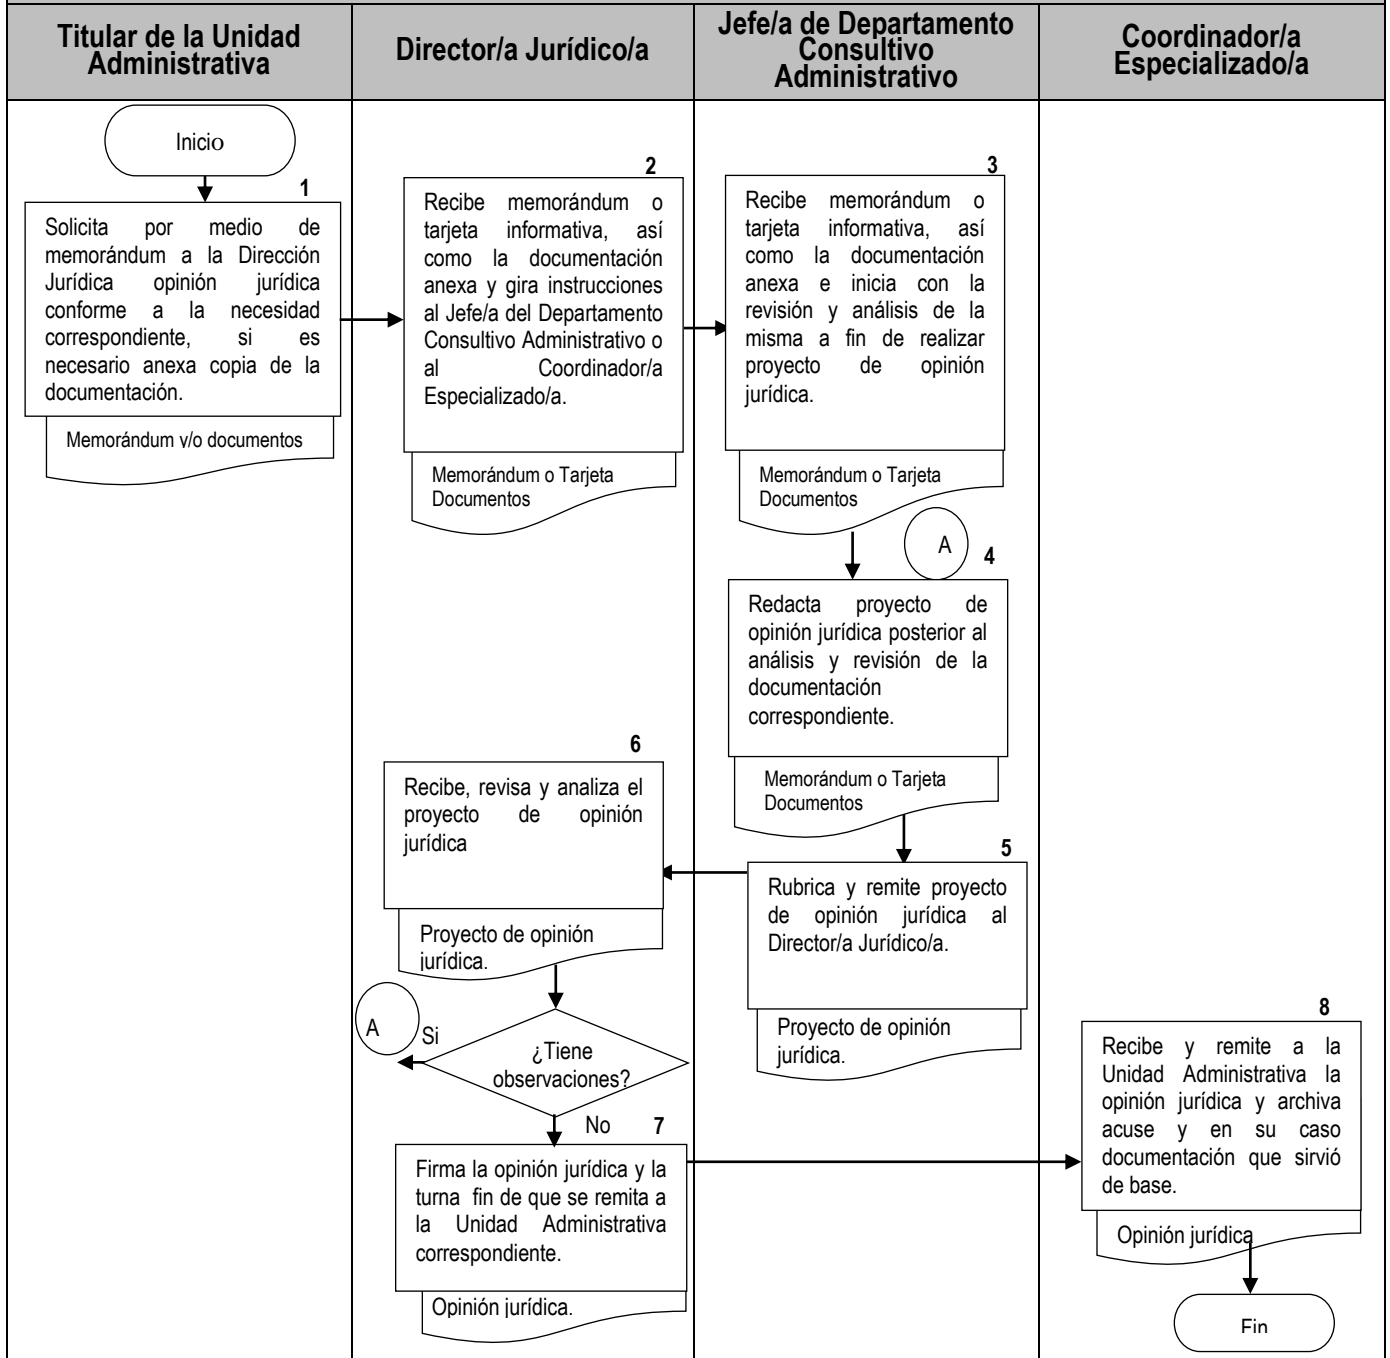 Titular de la Unidad
Administrativa
Director/a Jurídico/a
Jefe/a de Departamento
Consultivo
Administrativo
Coordinador/a
Especializado/a
Inicio
1
Solicita por medio de
memorándum a la Dirección
Jurídica opinión jurídica
conforme a la necesidad
correspondiente, si es
necesario anexa copia de la
documentación.
Memorándum y/o documentos
2
Recibe memorándum o
tarjeta informativa, así
como la documentación
anexa y gira instrucciones
al Jefe/a del Departamento
Consultivo Administrativo o
al Coordinador/a
Especializado/a.
Memorándum o Tarjeta
Documentos
3
Recibe memorándum o
tarjeta informativa, así
como la documentación
anexa e inicia con la
revisión y análisis de la
misma a fin de realizar
proyecto de opinión
jurídica.
Memorándum o Tarjeta
Documentos
A
4
Redacta proyecto de
opinión jurídica posterior al
análisis y revisión de la
documentación
correspondiente.
Memorándum o Tarjeta
Documentos
5
Rubrica y remite proyecto
de opinión jurídica al
Director/a Jurídico/a.
Proyecto de opinión
jurídica.
6
Recibe, revisa y analiza el
proyecto de opinión
jurídica
Proyecto de opinión
jurídica.
A
Si
¿Tiene
observaciones?
No
7
Firma la opinión jurídica y la
turna fin de que se remita a
la Unidad Administrativa
correspondiente.
Opinión jurídica.
8
Recibe y remite a la
Unidad Administrativa la
opinión jurídica y archiva
acuse y en su caso
documentación que sirvió
de base.
Opinión jurídica
Fin